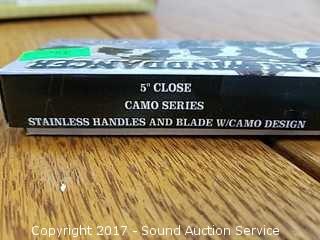 5" CLOSE
CAMO SERIES
STAINLESS HANDLES AND BLADE W/CAMO DESIGN
Copyright 2017 - Sound Auction Service